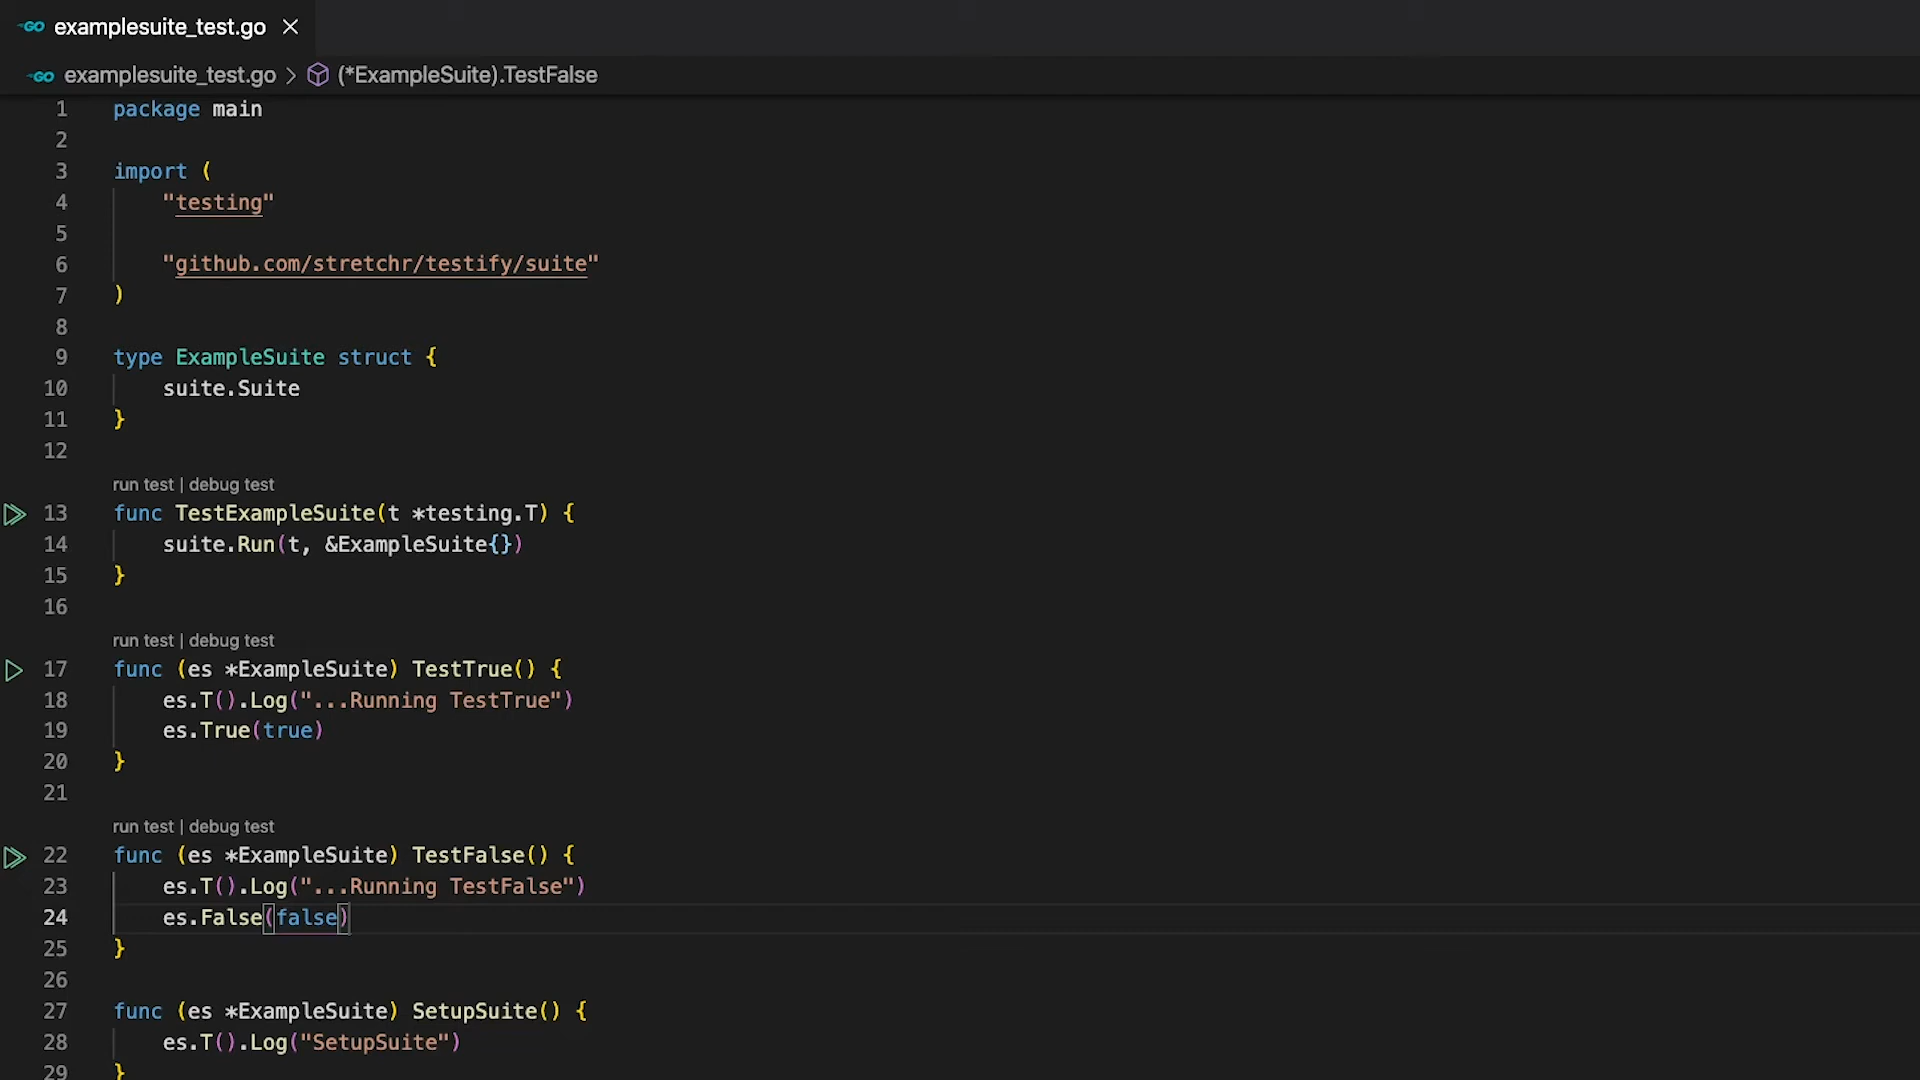 GO examplesuite_test.go ×
GO examplesuite_test.go > (*ExampleSuite).TestFalse
1 package main
2
3 import (
4 "testing"
5
6 "github.com/stretchr/testify/suite"
7 )
8
9 type ExampleSuite struct {
10 suite.Suite
11 }
12
run test | debug test
13 func TestExampleSuite(t *testing.T) {
14 suite.Run(t, &ExampleSuite{})
15 }
16
run test | debug test
17 func (es *ExampleSuite) TestTrue() {
18 es.T().Log("...Running TestTrue")
19 es.True(true)
20 }
21
run test | debug test
22 func (es *ExampleSuite) TestFalse() {
23 es.T().Log("...Running TestFalse")
24 es.False(false)
25 }
26
27 func (es *ExampleSuite) SetupSuite() {
28 es.T().Log("SetupSuite")
29 }